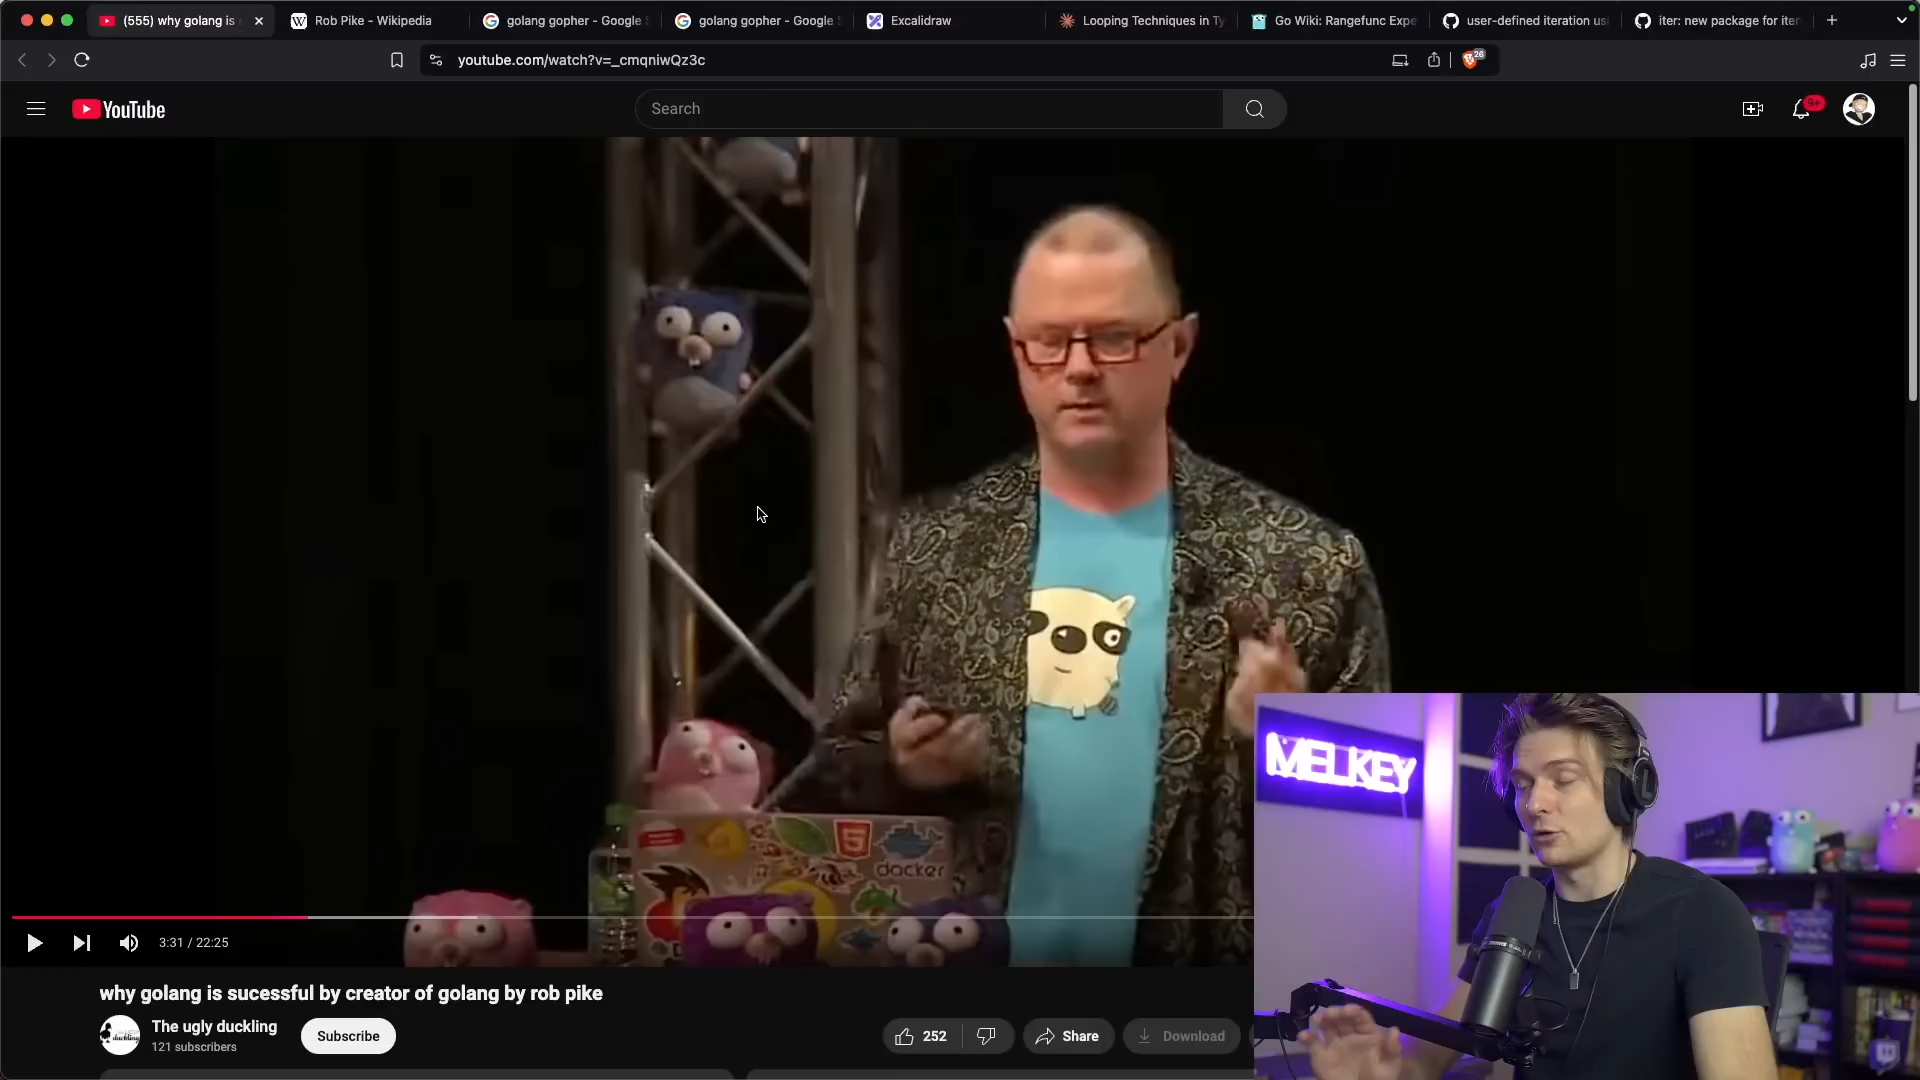 (555) why golang is
Rob Pike - Wikipedia
golang gopher - Google
golang gopher - Google
Excalidraw
Looping Techniques in Ty
Go Wiki: Rangefunc Expe
user-defined iteration us
iter: new package for iter
youtube.com/watch?v=_cmqniwQz3c
26
YouTube
Search
9+
docker
MELKEY
3:31 / 22:25
why golang is sucessful by creator of golang by rob pike
The ugly duckling
121 subscribers
Subscribe
252
Share
Download